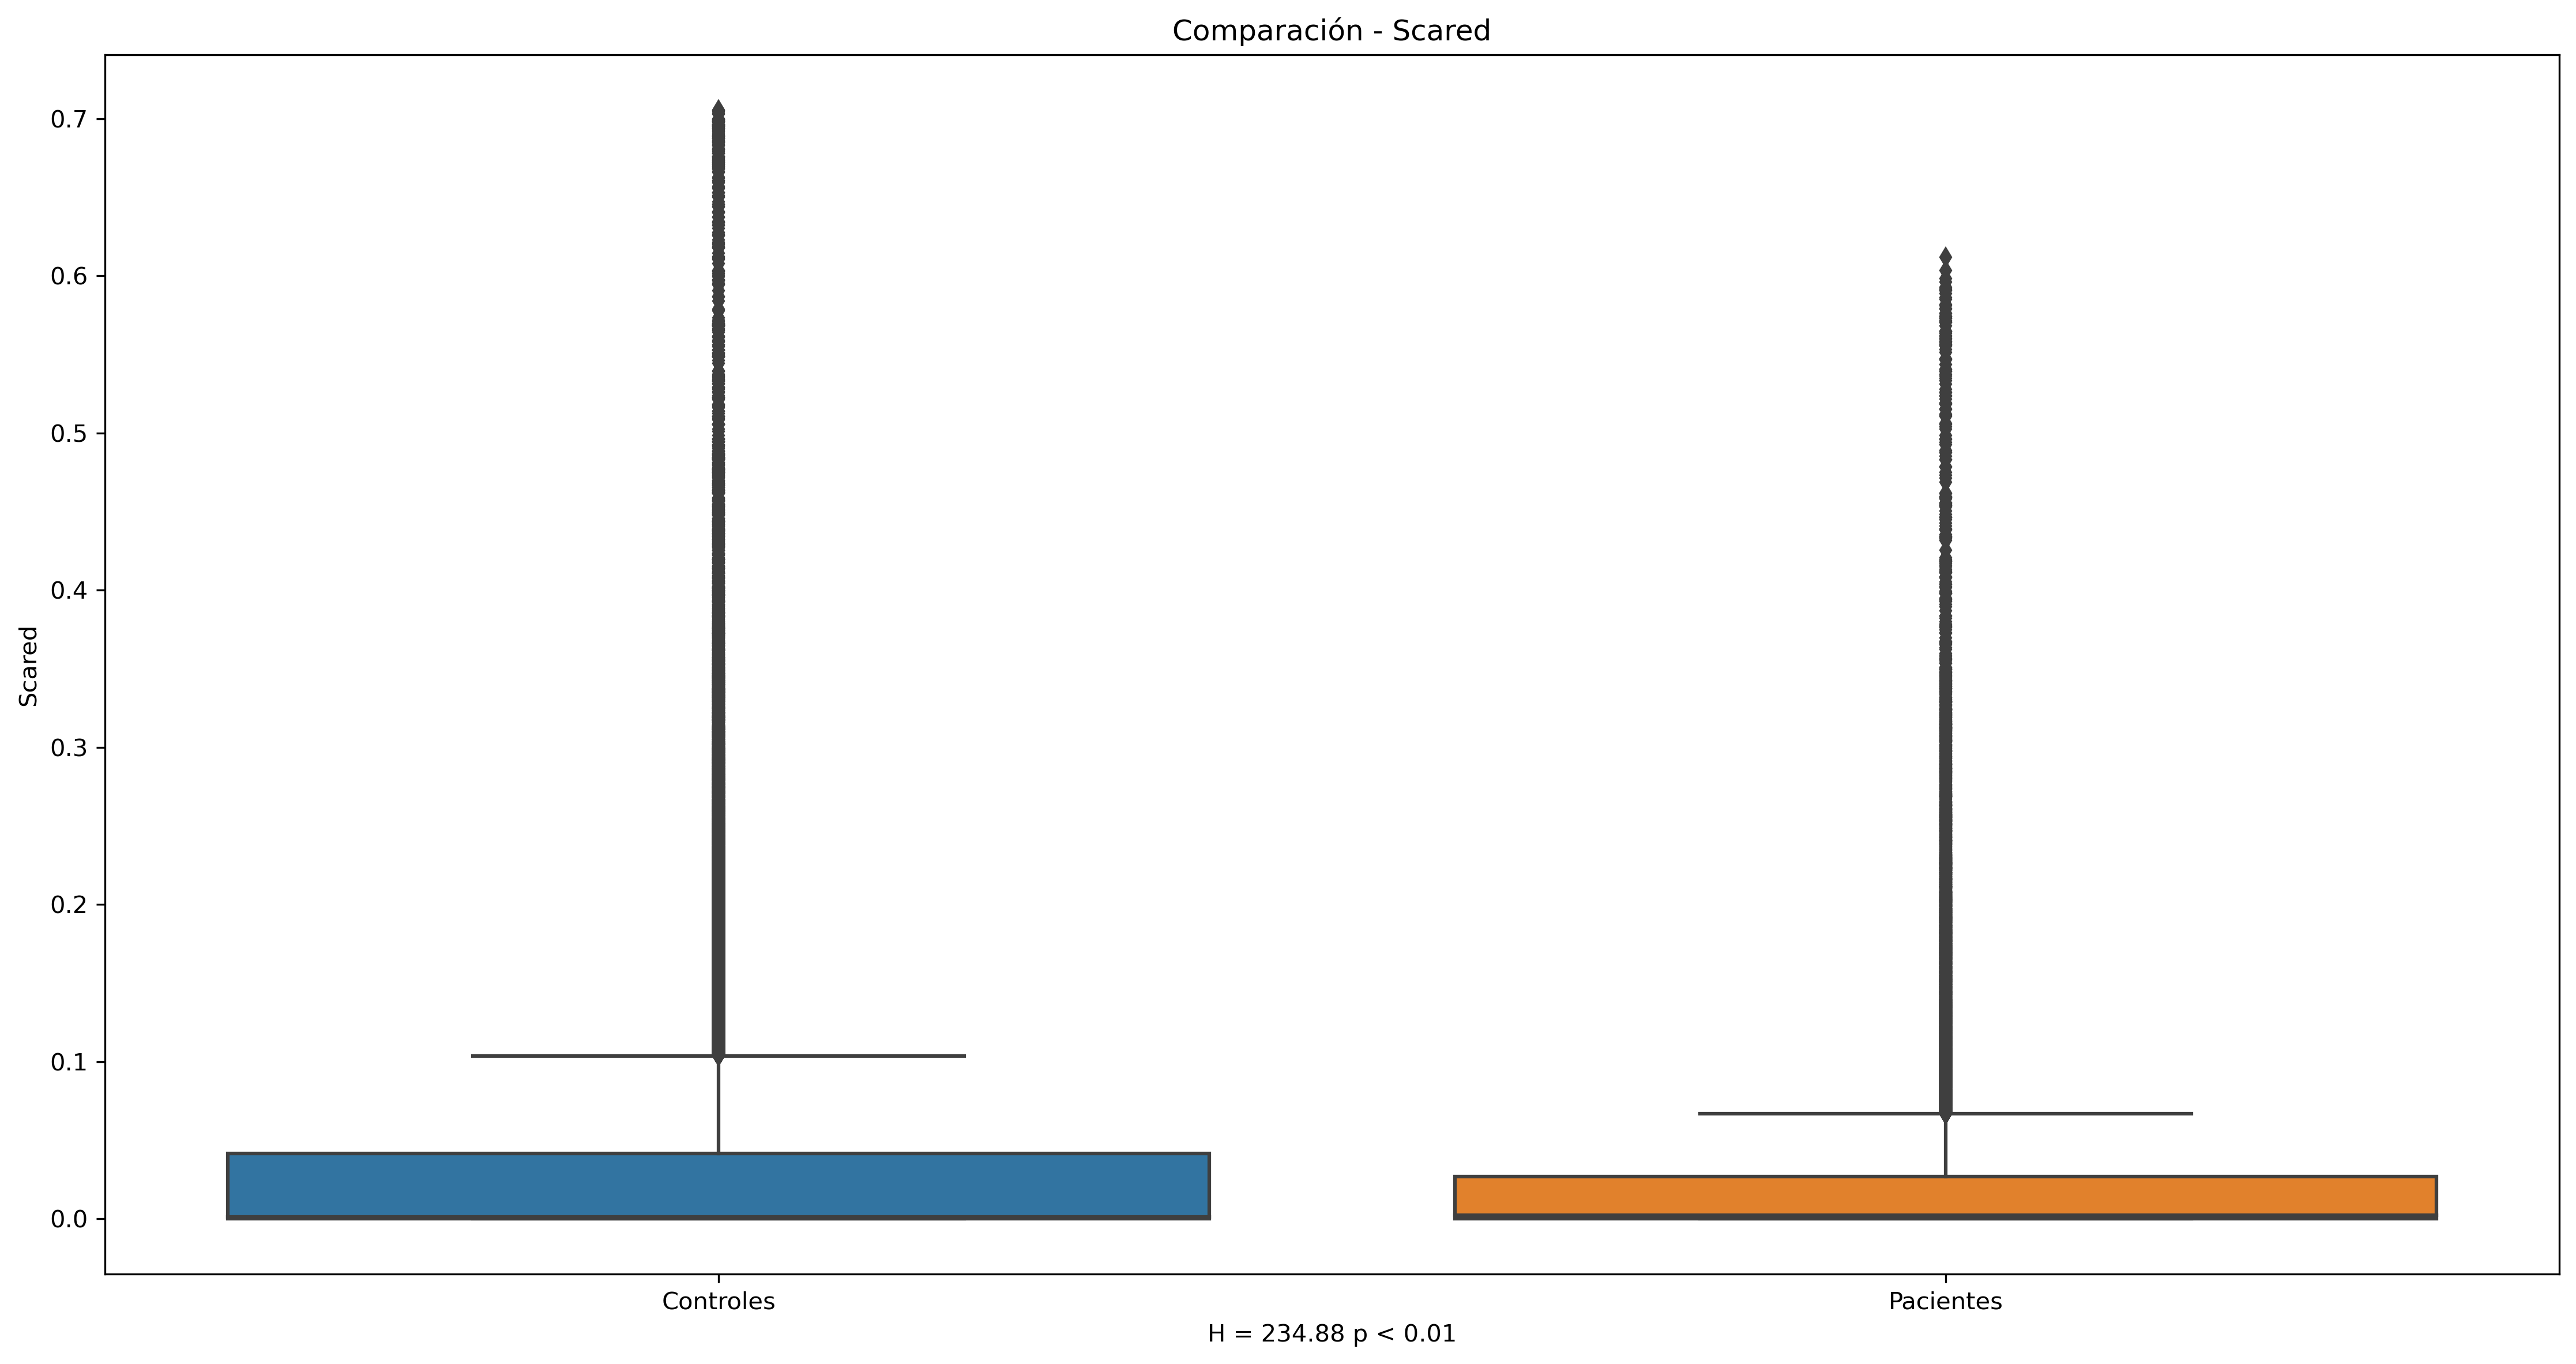 Comparación - Scared
0.7
0.6
0.5
0.4
0.3
0.2
0.1
0.0
Scared
Controles
Pacientes
H = 234.88 p < 0.01